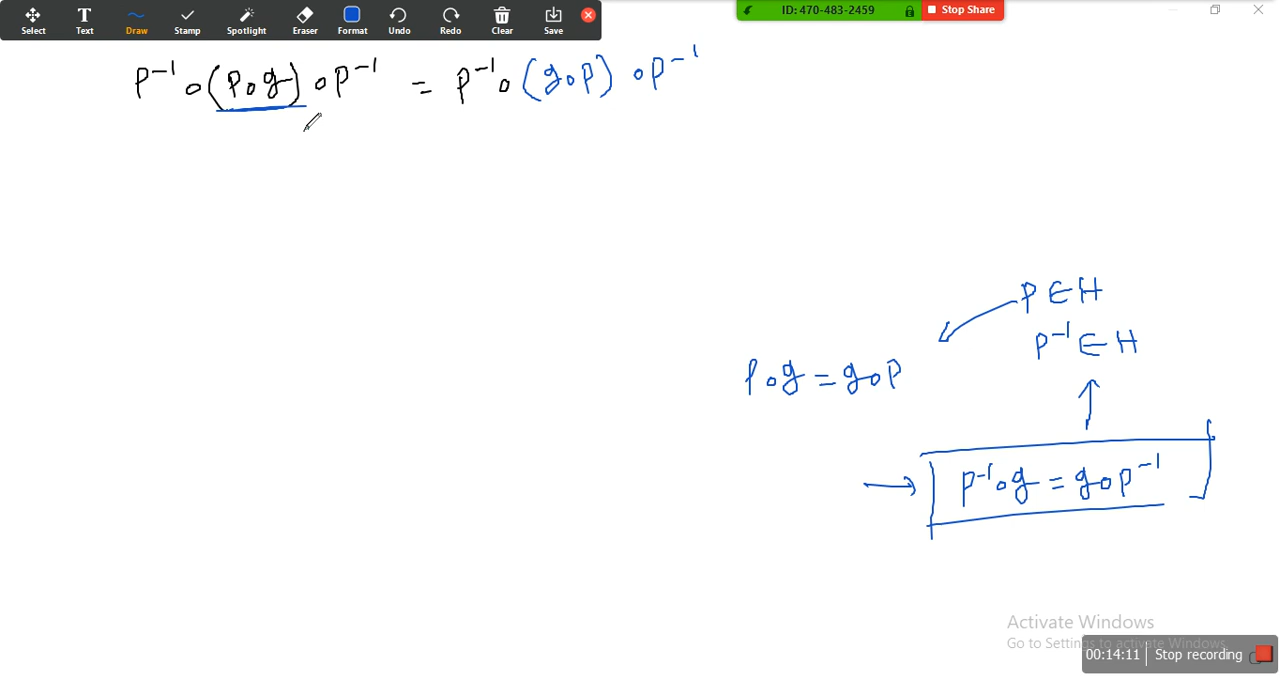 Select Text Draw Stamp Spotlight Eraser Format Undo Redo Clear Save
ID: 470-483-2459 Stop Share
p⁻¹ o (p o g) o p⁻¹ = p⁻¹ o (g o p) o p⁻¹
p ∈ H
p⁻¹ ∈ H
p o g = g o p
p⁻¹ o g = g o p⁻¹
Activate Windows
Go to Settings to activate Windows.
00:14:11 Stop recording